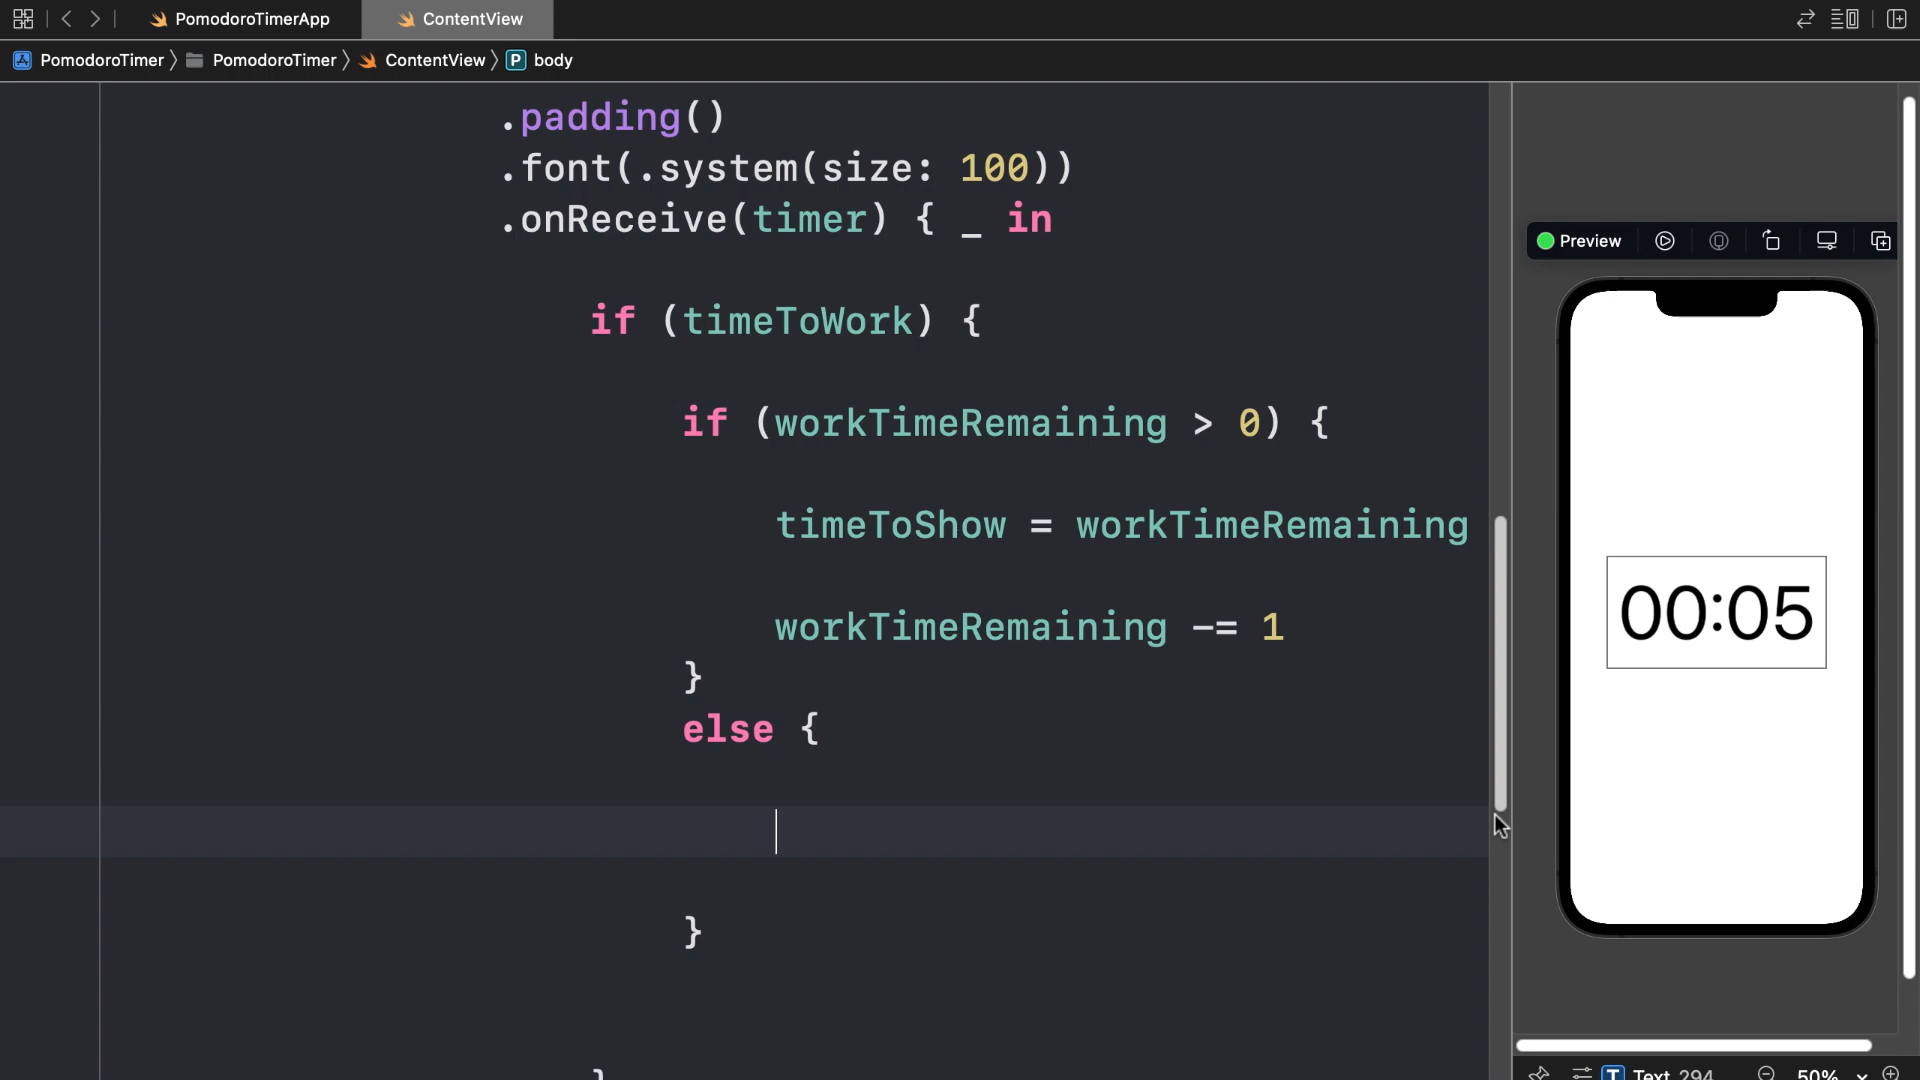 PomodoroTimerApp
ContentView
PomodoroTimer
PomodoroTimer
ContentView
P
body
.padding()
.font(.system(size: 100))
.onReceive(timer) { _ in
if (timeToWork) {
if (workTimeRemaining > 0) {
timeToShow = workTimeRemaining
workTimeRemaining -= 1
}
else {
}
}
Preview
00:05
T
Text 294
50%